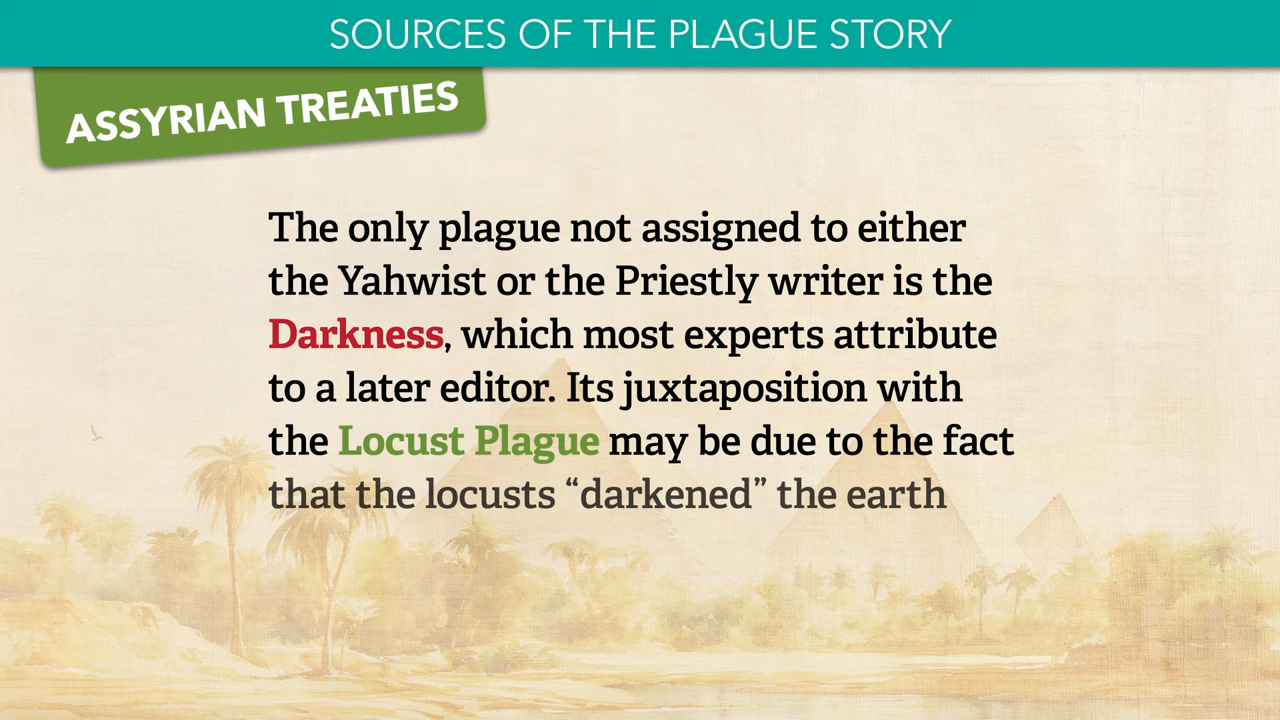 SOURCES OF THE PLAGUE STORY
ASSYRIAN TREATIES
The only plague not assigned to either
the Yahwist or the Priestly writer is the
Darkness, which most experts attribute
to a later editor. Its juxtaposition with
the Locust Plague may be due to the fact
that the locusts “darkened” the earth